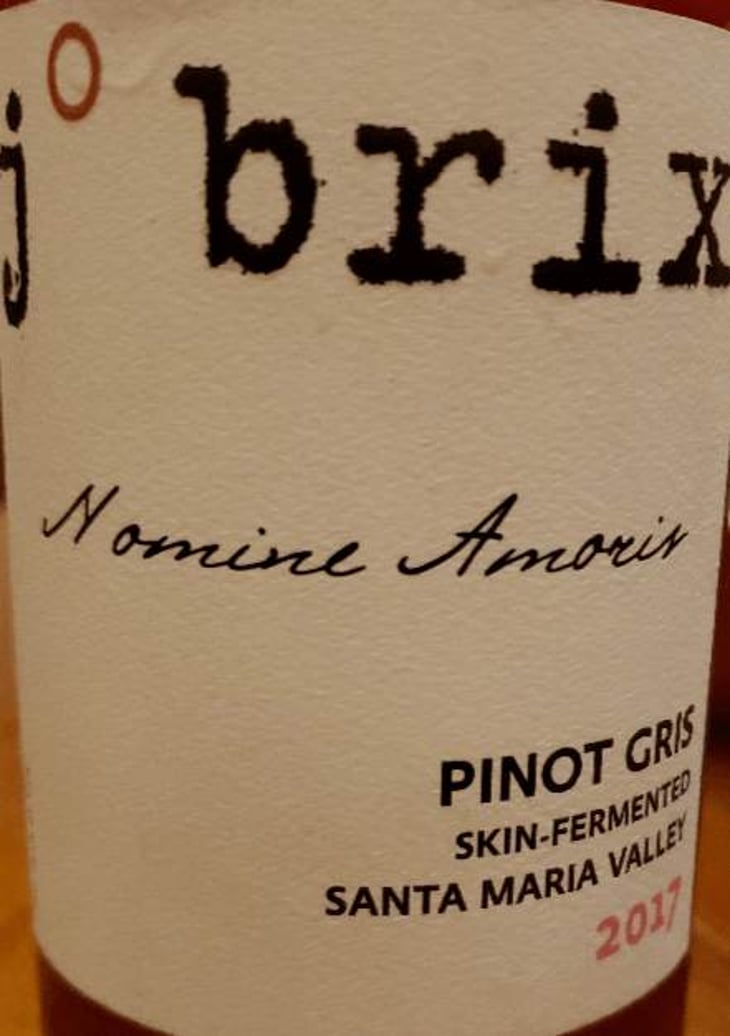 j° brix
Nomine Amoris
PINOT GRIS
SKIN-FERMENTED
SANTA MARIA VALLEY
2017